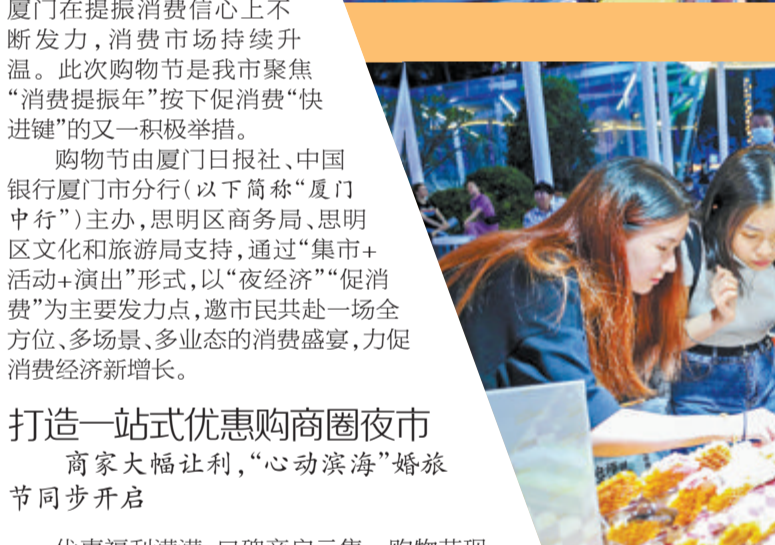 厦门在提振消费信心上不
断发力，消费市场持续升
温。此次购物节是我市聚焦
“消费提振年”按下促消费“快
进键”的又一积极举措。
购物节由厦门日报社、中国
银行厦门市分行(以下简称“厦门
中行”)主办，思明区商务局、思明
区文化和旅游局支持，通过“集市+
活动+演出”形式，以“夜经济”“促消
费”为主要发力点，邀市民共赴一场全
方位、多场景、多业态的消费盛宴，力促
消费经济新增长。
打造一站式优惠购商圈夜市
商家大幅让利，“心动滨海”婚旅
节同步开启